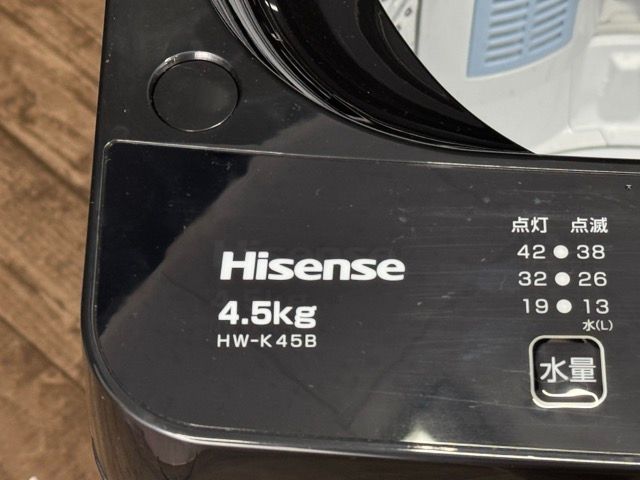 Hisense
4.5kg
HW-K45B
点灯 点滅
42 ● 38
32 ● 26
19 ● 13
水(L)
水量